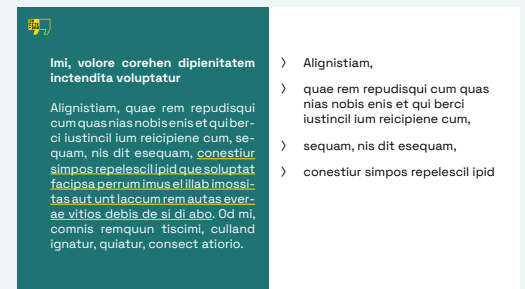 Imi, volore corehen dipienitatem
inctendita voluptatur
Alignistiam, quae rem repudisqui
cum quas nias nobis enis et qui ber-
ci iustincil ium reicipiene cum, se-
quam, nis dit esequam, conestiur
simpos repelescil ipid que soluptat
facipsa perrum imus el illab imossi-
tas aut unt laccum rem autas ever-
ae vitios debis de si di abo. Od mi,
comnis remquun tiscimi, culland
ignatur, quiatur, consect atiorio.
〉 Alignistiam,
〉 quae rem repudisqui cum quas
nias nobis enis et qui berci
iustincil ium reicipiene cum,
〉 sequam, nis dit esequam,
〉 conestiur simpos repelescil ipid